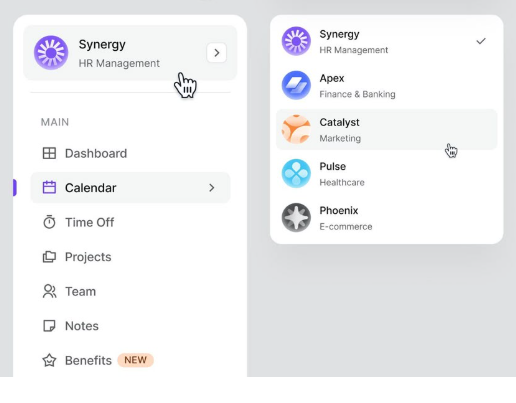 Synergy
HR Management
MAIN
Dashboard
Calendar
Time Off
Projects
Team
Notes
Benefits NEW
Synergy
HR Management
Apex
Finance & Banking
Catalyst
Marketing
Pulse
Healthcare
Phoenix
E-commerce